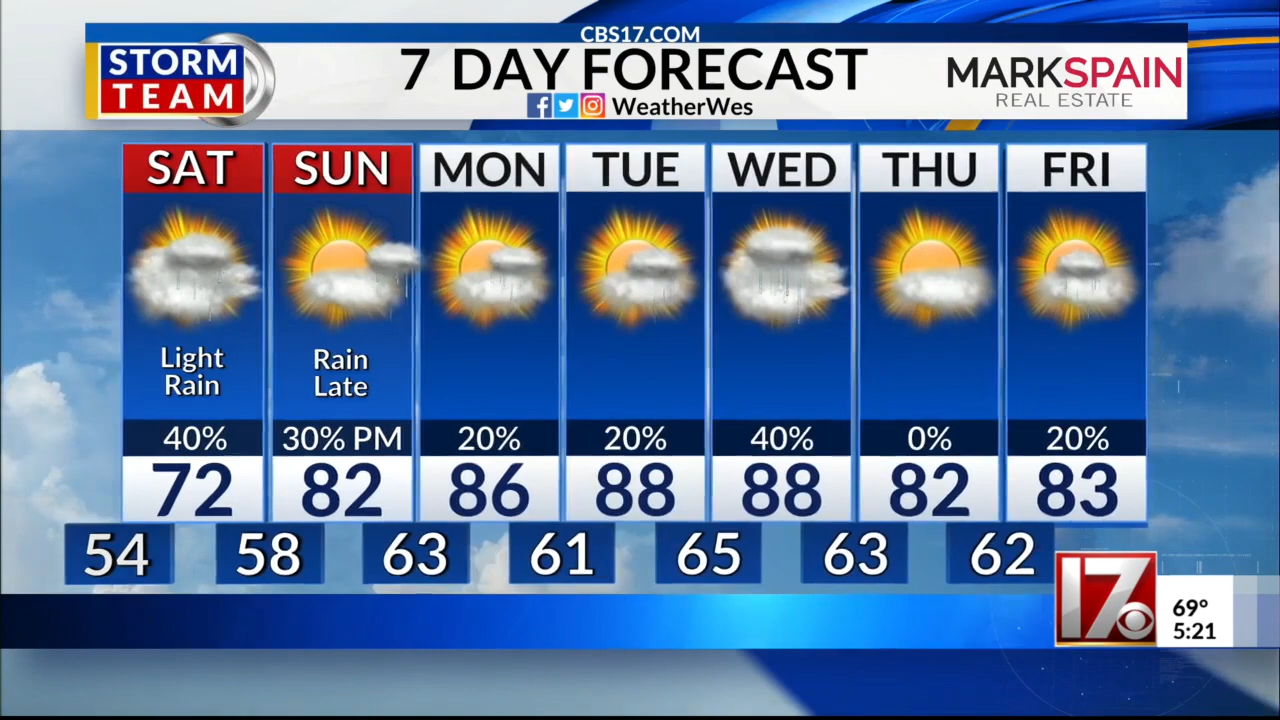 CBS17.COM
STORM
TEAM
7 DAY FORECAST
WeatherWes
MARKSPAIN
REAL ESTATE
SAT SUN MON TUE WED THU FRI
Light
Rain
Rain
Late
40% 30% PM 20% 20% 40% 0% 20%
72 82 86 88 88 82 83
54 58 63 61 65 63 62
17
69°
5:21